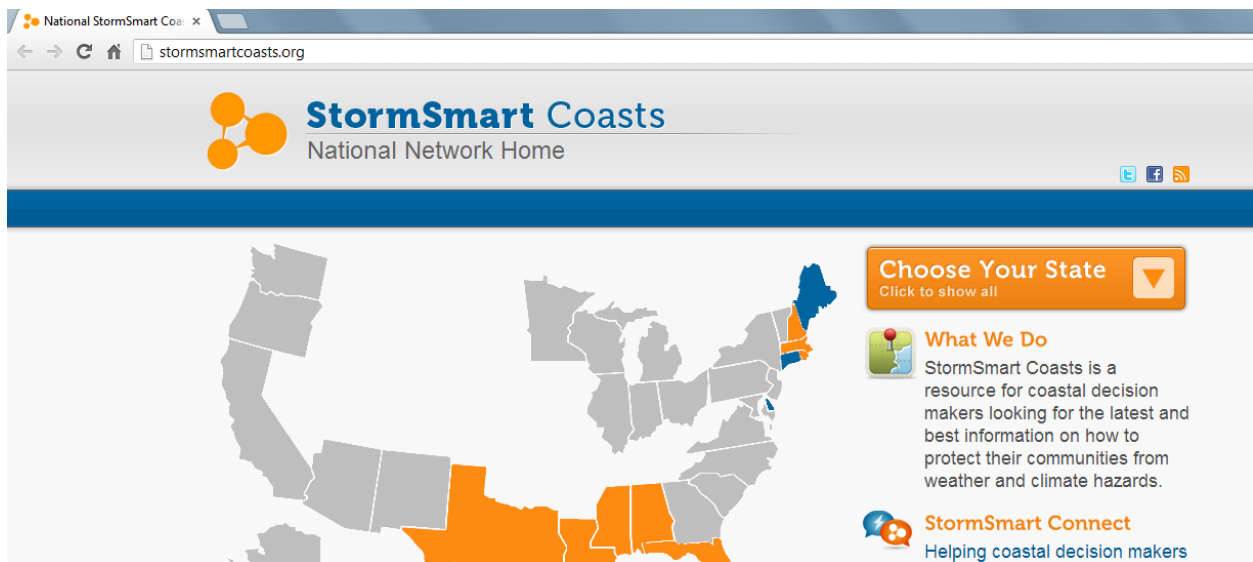 National StormSmart Coa
stormsmartcoasts.org
StormSmart Coasts
National Network Home
Choose Your State
Click to show all
What We Do
StormSmart Coasts is a
resource for coastal decision
makers looking for the latest and
best information on how to
protect their communities from
weather and climate hazards.
StormSmart Connect
Helping coastal decision makers